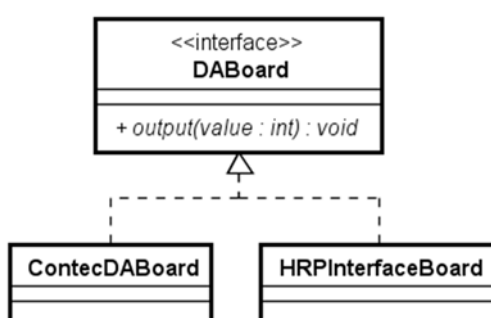 <<interface>>
DABoard
+ output(value : int) : void
ContecDABoard
HRPInterfaceBoard